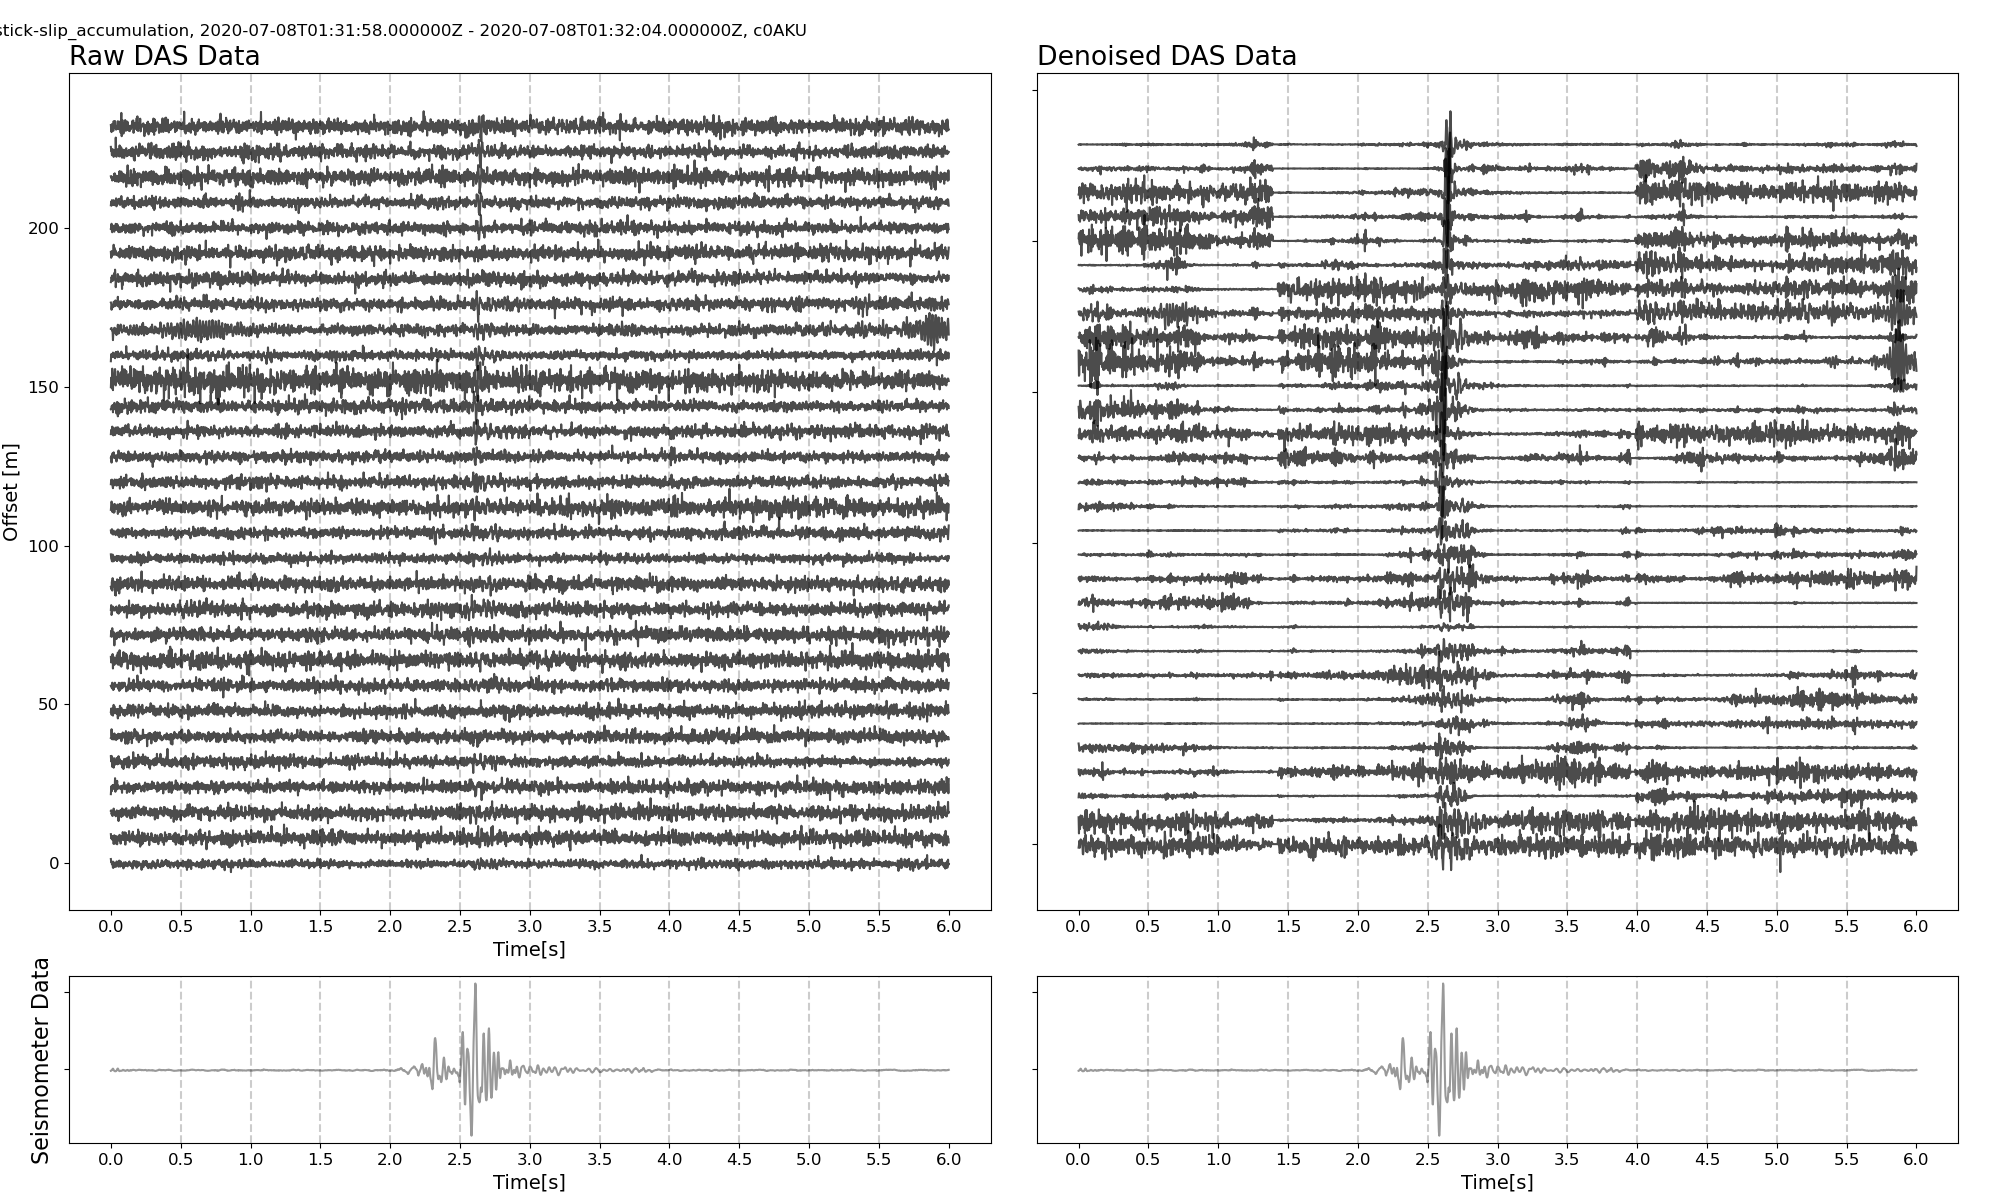 stick-slip_accumulation, 2020-07-08T01:31:58.000000Z - 2020-07-08T01:32:04.000000Z, c0AKU
Raw DAS Data
Denoised DAS Data
Offset [m]
200
150
100
50
0
0.0 0.5 1.0 1.5 2.0 2.5 3.0 3.5 4.0 4.5 5.0 5.5 6.0
Time[s]
0.0 0.5 1.0 1.5 2.0 2.5 3.0 3.5 4.0 4.5 5.0 5.5 6.0
Seismometer Data
0.0 0.5 1.0 1.5 2.0 2.5 3.0 3.5 4.0 4.5 5.0 5.5 6.0
Time[s]
0.0 0.5 1.0 1.5 2.0 2.5 3.0 3.5 4.0 4.5 5.0 5.5 6.0
Time[s]